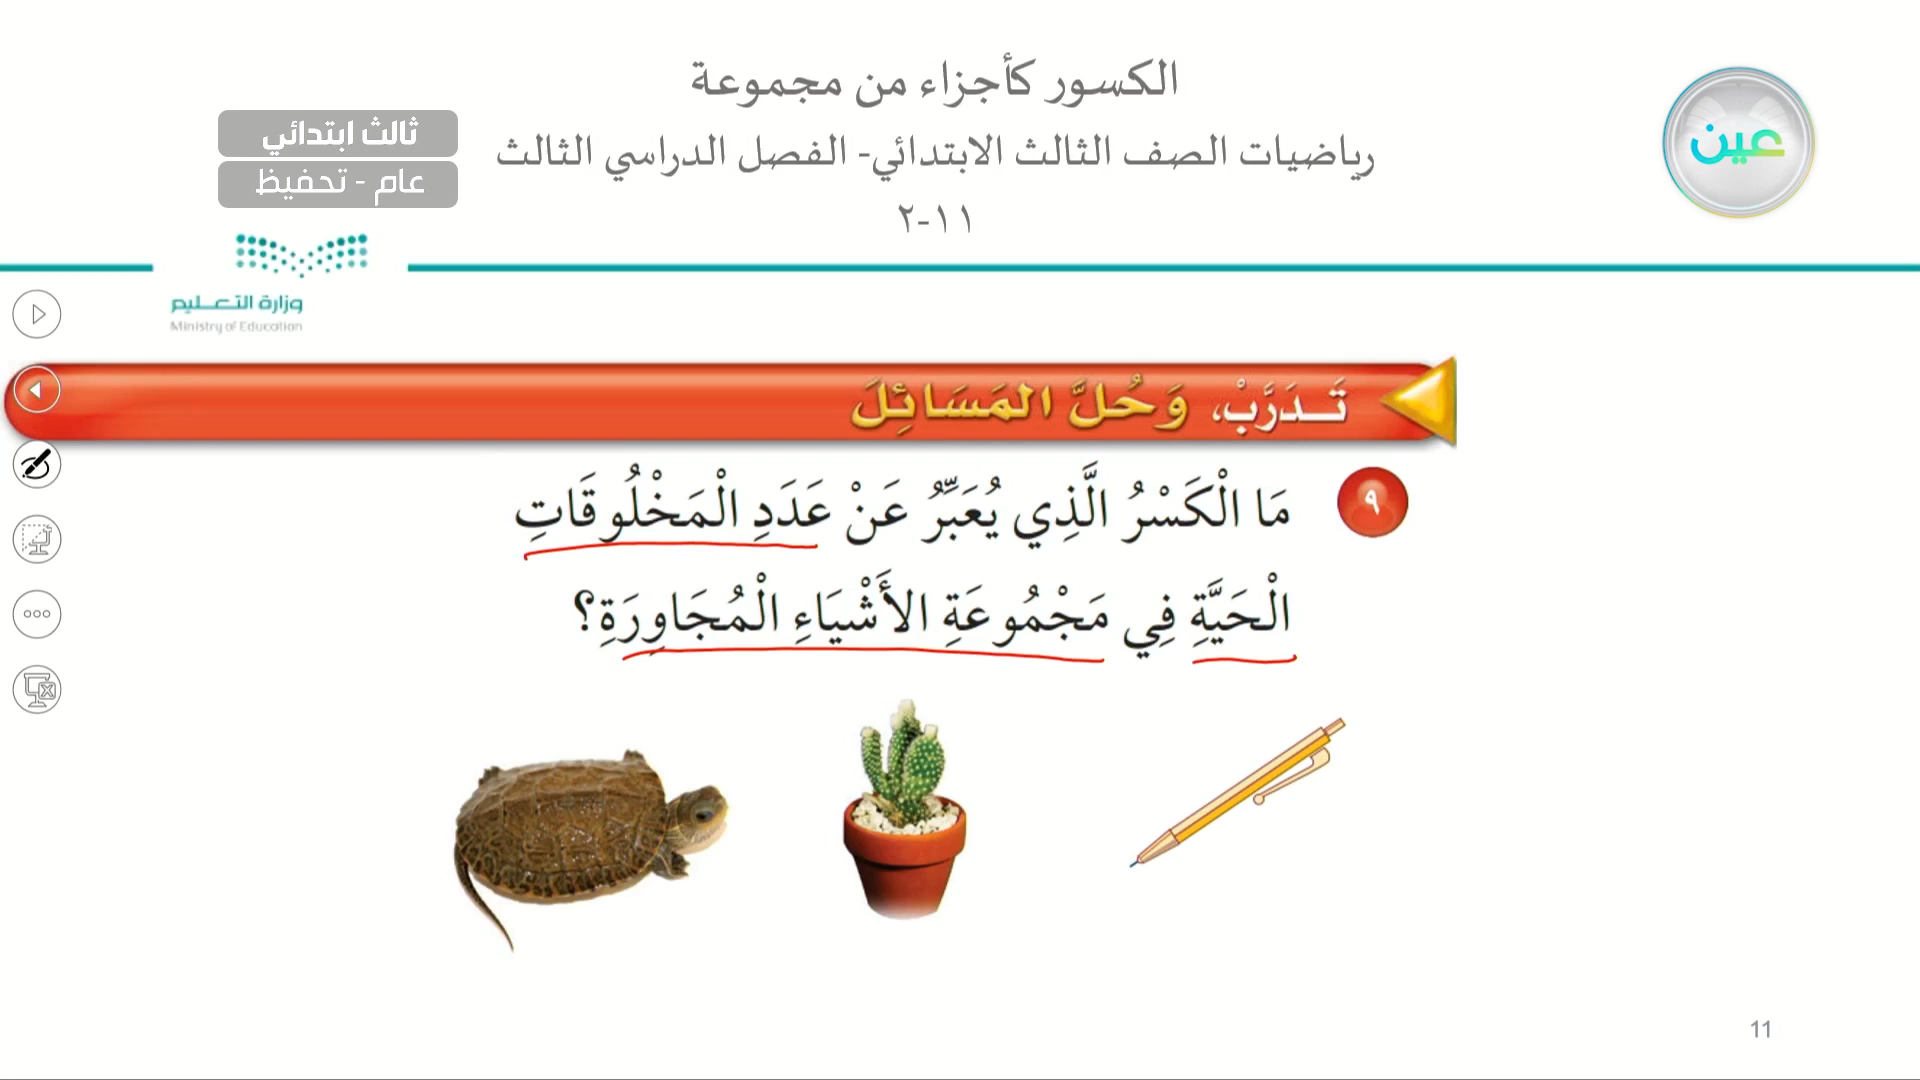 الكسور كأجزاء من مجموعة
رياضيات الصف الثالث الابتدائي- الفصل الدراسي الثالث
١١-٢
ثالث ابتدائي
عام - تحفيظ
عين
وزارة التعليم
Ministry of Education
تَدَرَّبْ، وَحُلَّ المَسَائِلَ
٩ مَا الْكَسْرُ الَّذِي يُعَبِّرُ عَنْ عَدَدِ الْمَخْلُوقَاتِ
الْحَيَّةِ فِي مَجْمُوعَةِ الأَشْيَاءِ الْمُجَاوِرَةِ؟
11